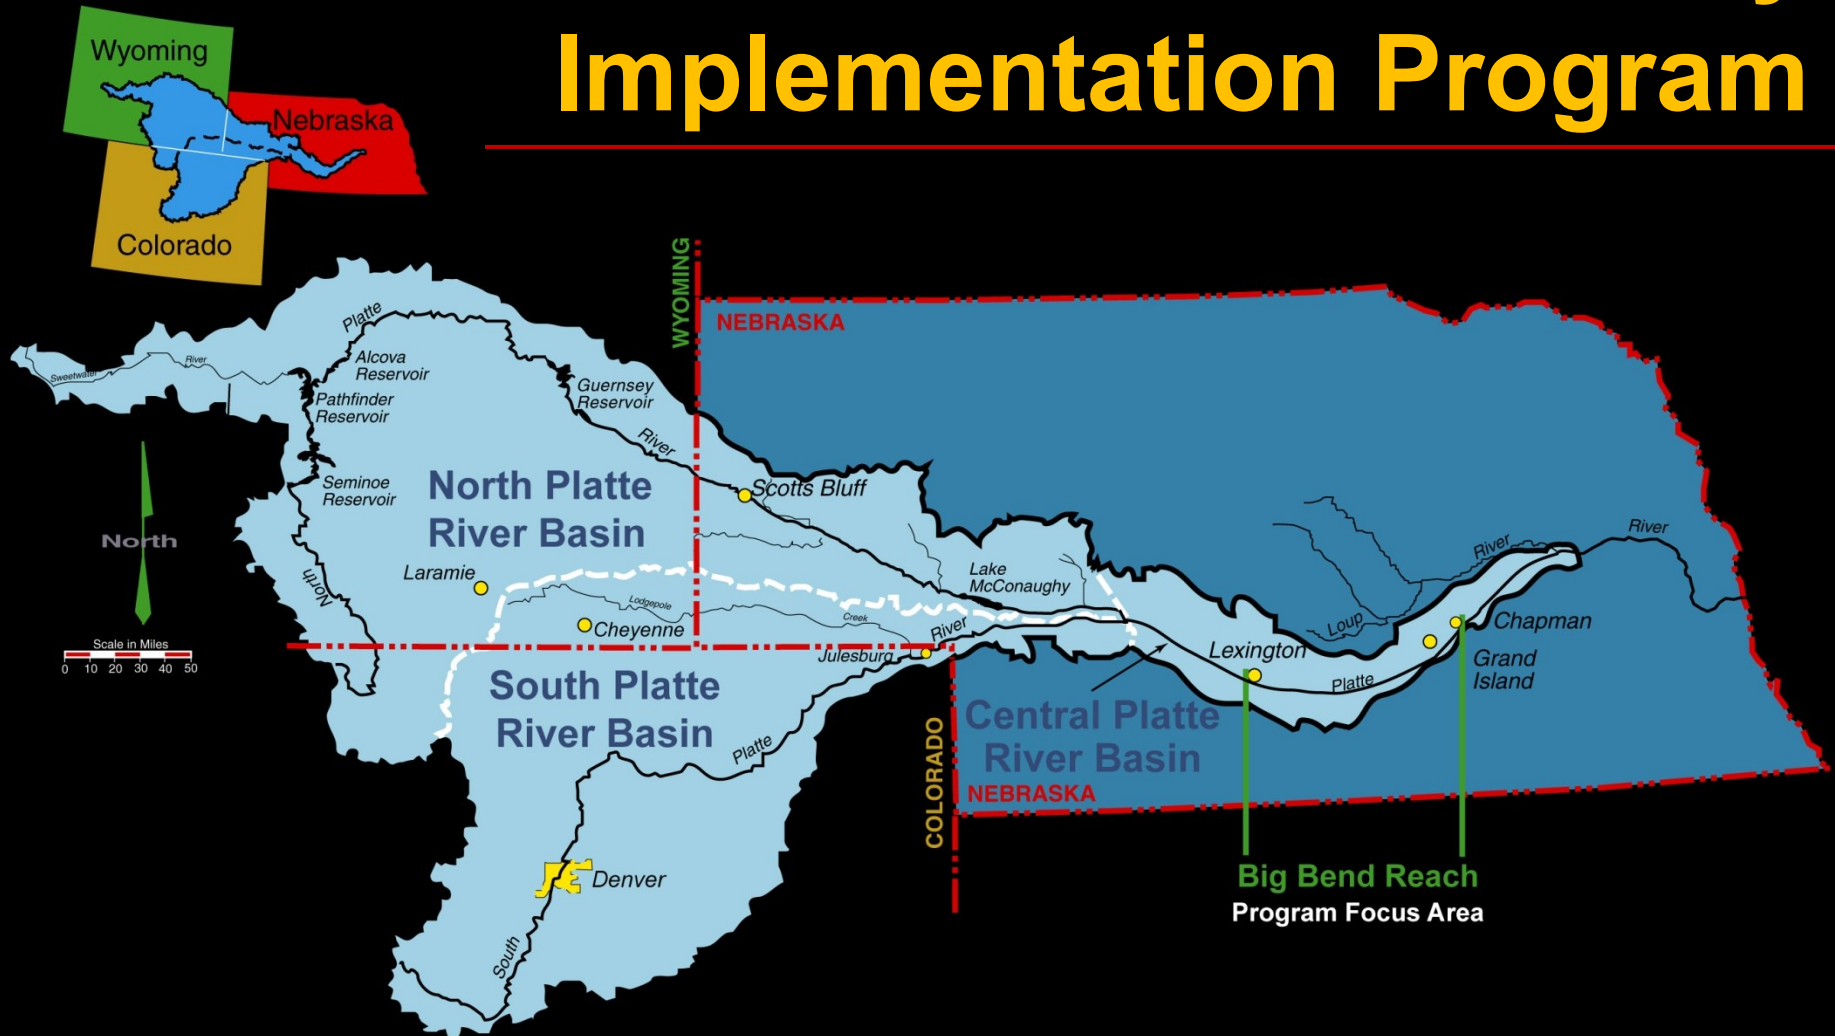 Implementation Program
Wyoming
Nebraska
Colorado
WYOMING
NEBRASKA
Platte
Alcova
Reservoir
River
Sweetwater
Pathfinder
Reservoir
Guernsey
Reservoir
River
Seminoe
Reservoir
North Platte
River Basin
Scotts Bluff
North
Laramie
North
Lake
McConaughy
River
River
Lodgepole
Creek
Cheyenne
River
Loup
Chapman
Scale in Miles
0 10 20 30 40 50
Julesburg
Lexington
Grand
Island
Platte
South Platte
River Basin
Central Platte
River Basin
Platte
COLORADO
NEBRASKA
Denver
South
Big Bend Reach
Program Focus Area